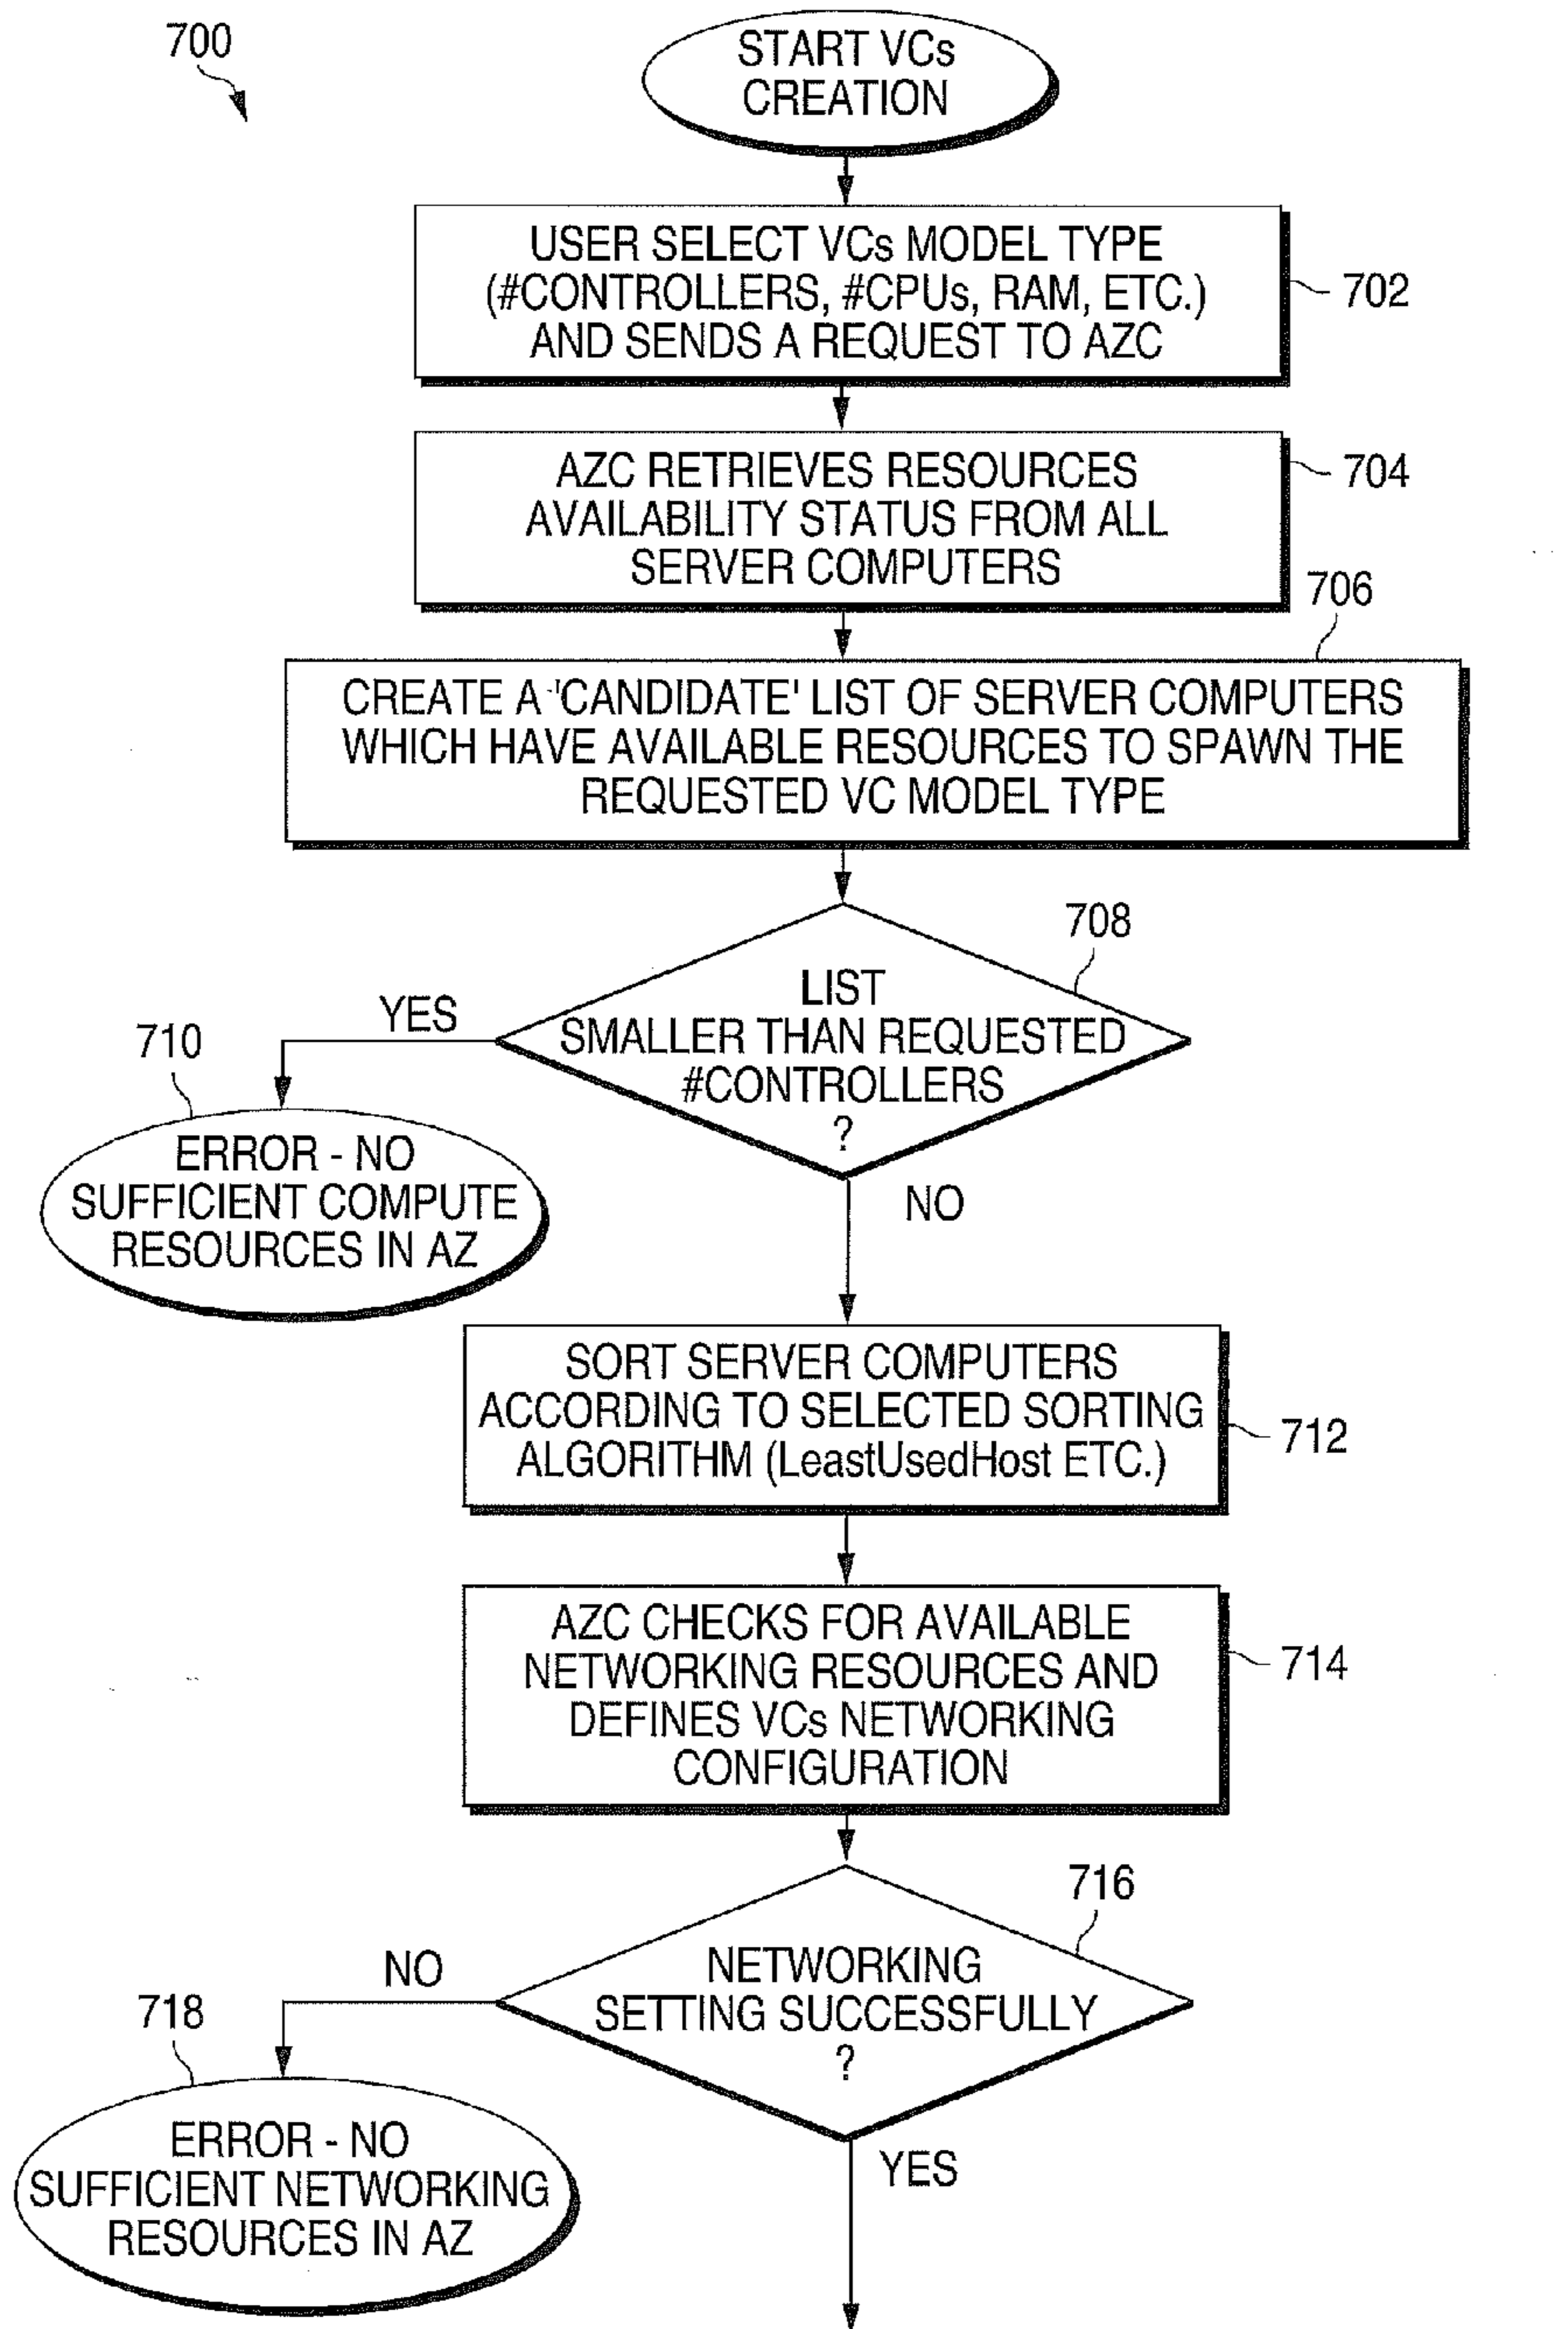 700
START VCs
CREATION
USER SELECT VCs MODEL TYPE
(#CONTROLLERS, #CPUs, RAM, ETC.)
AND SENDS A REQUEST TO AZC
702
AZC RETRIEVES RESOURCES
AVAILABILITY STATUS FROM ALL
SERVER COMPUTERS
704
706
CREATE A 'CANDIDATE' LIST OF SERVER COMPUTERS
WHICH HAVE AVAILABLE RESOURCES TO SPAWN THE
REQUESTED VC MODEL TYPE
708
LIST
SMALLER THAN REQUESTED
#CONTROLLERS
?
YES
710
ERROR - NO
SUFFICIENT COMPUTE
RESOURCES IN AZ
NO
SORT SERVER COMPUTERS
ACCORDING TO SELECTED SORTING
ALGORITHM (LeastUsedHost ETC.)
712
AZC CHECKS FOR AVAILABLE
NETWORKING RESOURCES AND
DEFINES VCs NETWORKING
CONFIGURATION
714
716
NETWORKING
SETTING SUCCESSFULLY
?
NO
718
ERROR - NO
SUFFICIENT NETWORKING
RESOURCES IN AZ
YES